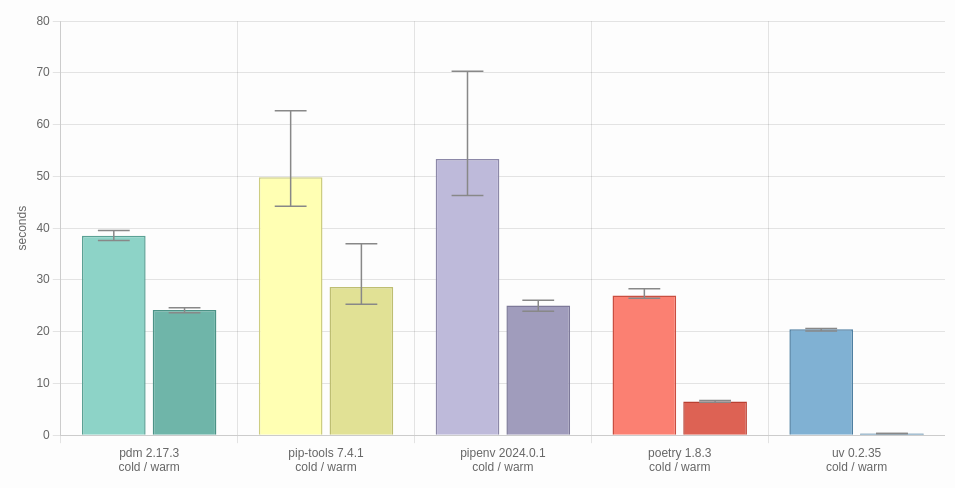 80
70
60
50
40
30
20
10
0
seconds
pdm 2.17.3
cold / warm
pip-tools 7.4.1
cold / warm
pipenv 2024.0.1
cold / warm
poetry 1.8.3
cold / warm
uv 0.2.35
cold / warm